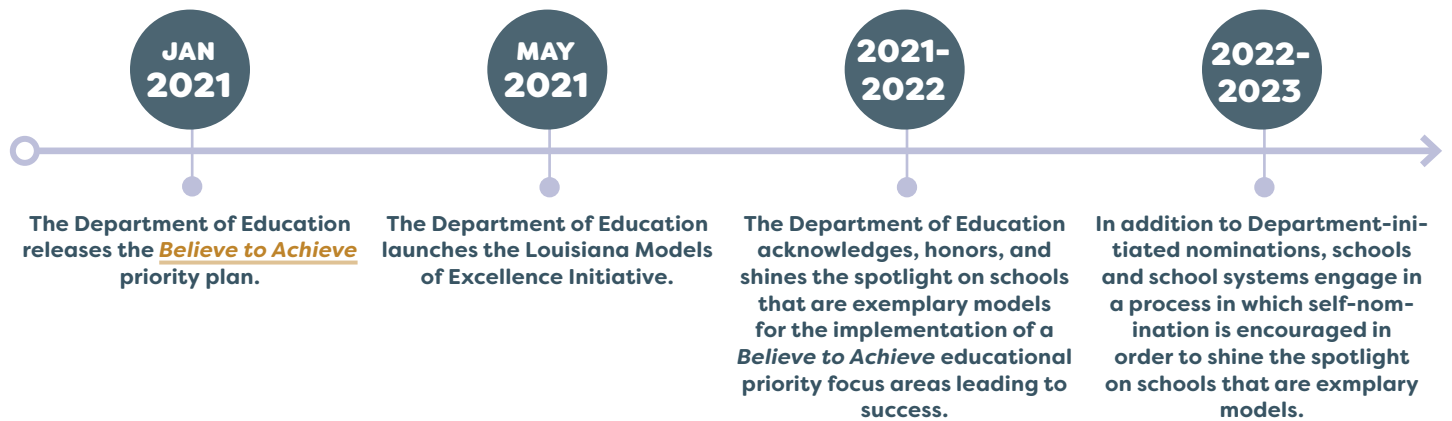 JAN
2021
The Department of Education
releases the Believe to Achieve
priority plan.
MAY
2021
The Department of Education
launches the Louisiana Models
of Excellence Initiative.
2021-
2022
The Department of Education
acknowledges, honors, and
shines the spotlight on schools
that are exemplary models
for the implementation of a
Believe to Achieve educational
priority focus areas leading to
success.
2022-
2023
In addition to Department-ini-
tiated nominations, schools
and school systems engage in
a process in which self-nom-
ination is encouraged in
order to shine the spotlight
on schools that are exmplary
models.